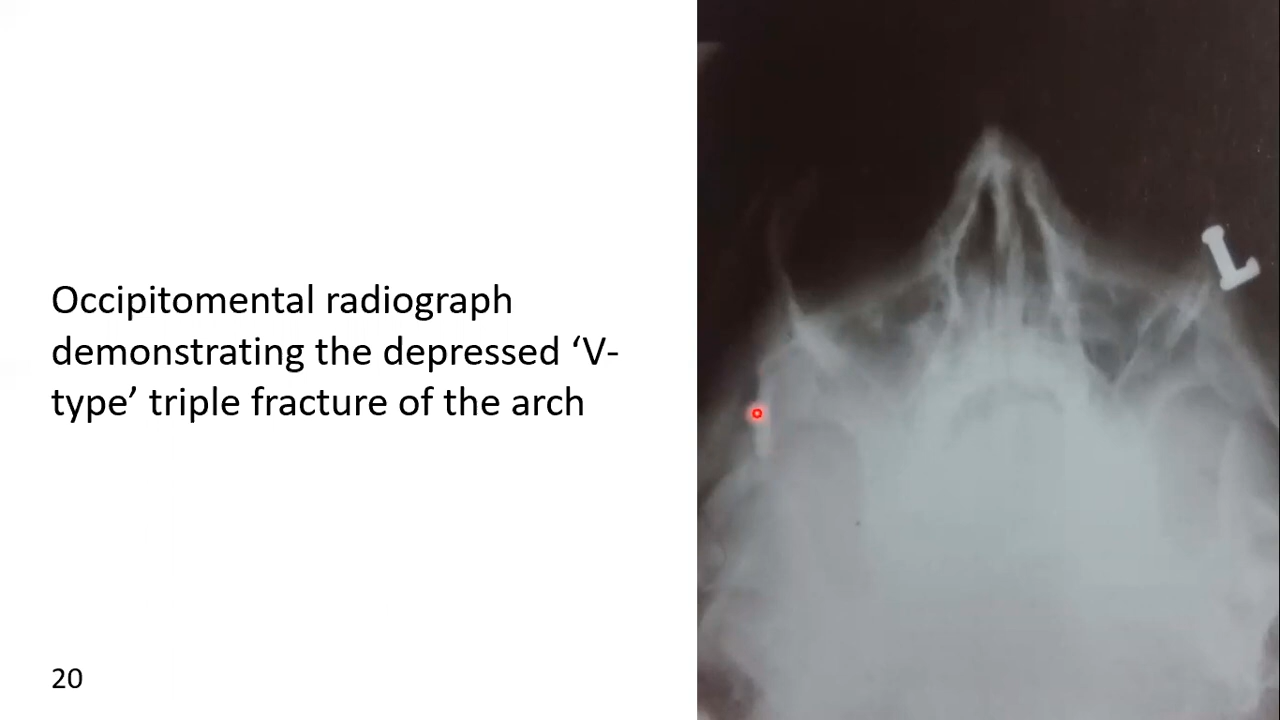 Occipitomental radiograph
demonstrating the depressed ‘V-
type’ triple fracture of the arch
20
L